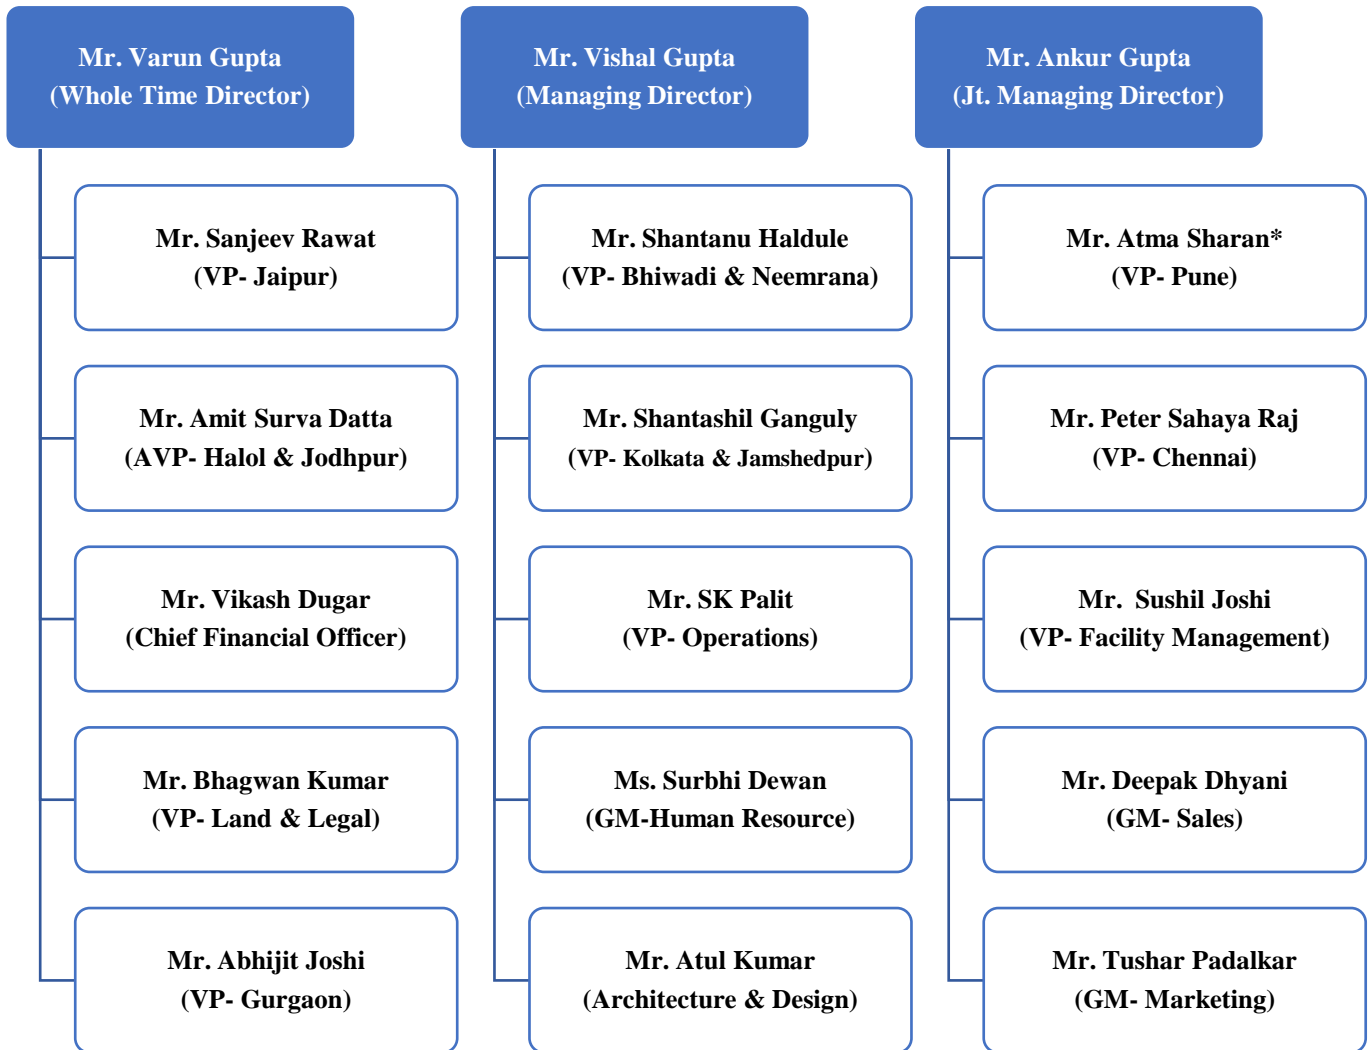 Mr. Varun Gupta
(Whole Time Director)
Mr. Sanjeev Rawat
(VP- Jaipur)
Mr. Amit Surva Datta
(AVP- Halol & Jodhpur)
Mr. Vikash Dugar
(Chief Financial Officer)
Mr. Bhagwan Kumar
(VP- Land & Legal)
Mr. Abhijit Joshi
(VP- Gurgaon)
Mr. Vishal Gupta
(Managing Director)
Mr. Shantanu Haldule
(VP- Bhiwadi & Neemrana)
Mr. Shantashil Ganguly
(VP- Kolkata & Jamshedpur)
Mr. SK Palit
(VP- Operations)
Ms. Surbhi Dewan
(GM-Human Resource)
Mr. Atul Kumar
(Architecture & Design)
Mr. Ankur Gupta
(Jt. Managing Director)
Mr. Atma Sharan*
(VP- Pune)
Mr. Peter Sahaya Raj
(VP- Chennai)
Mr. Sushil Joshi
(VP- Facility Management)
Mr. Deepak Dhyani
(GM- Sales)
Mr. Tushar Padalkar
(GM- Marketing)